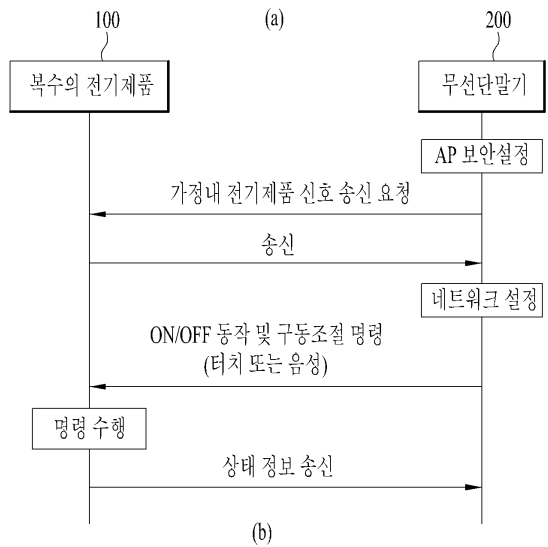 100
(a)
200
복수의 전기제품
무선단말기
AP 보안설정
가정내 전기제품 신호 송신 요청
송신
네트워크 설정
ON/OFF 동작 및 구동조절 명령
(터치 또는 음성)
명령 수행
상태 정보 송신
(b)